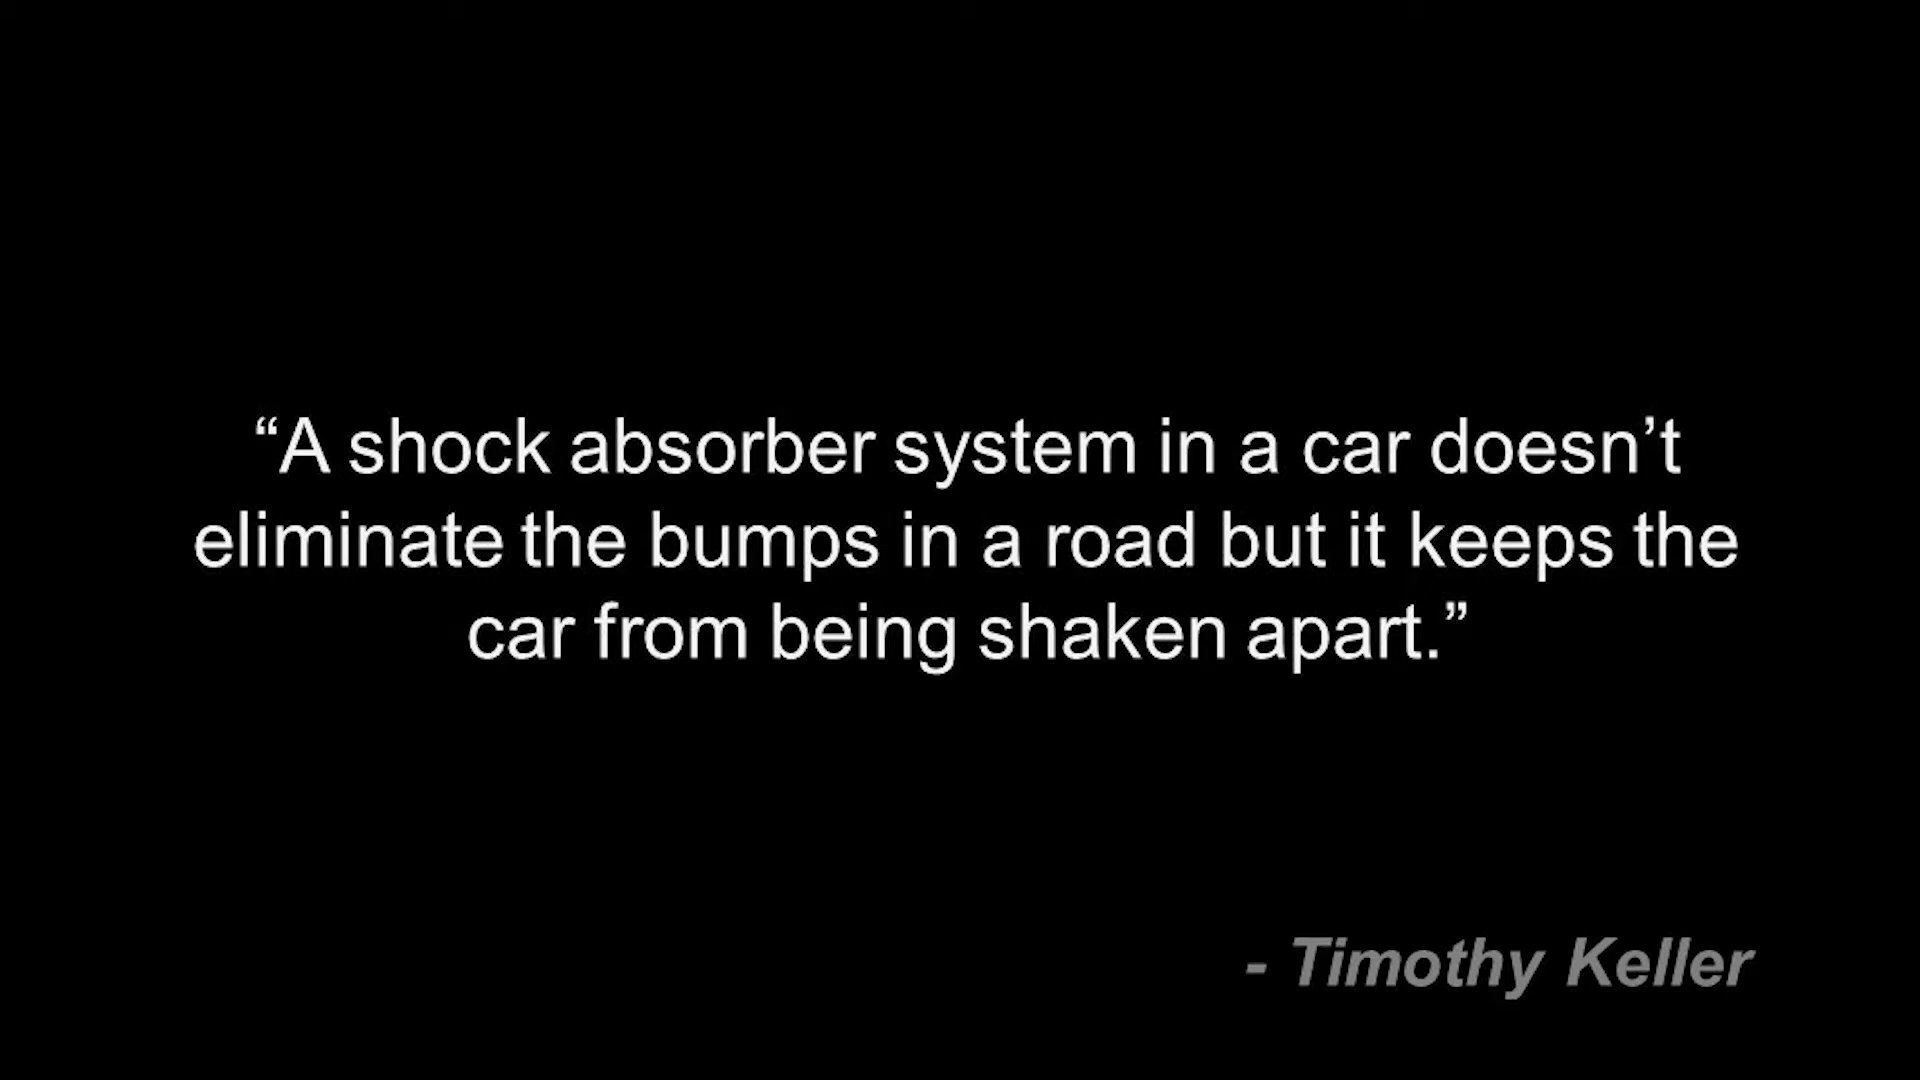 “A shock absorber system in a car doesn’t
eliminate the bumps in a road but it keeps the
car from being shaken apart.”
- Timothy Keller